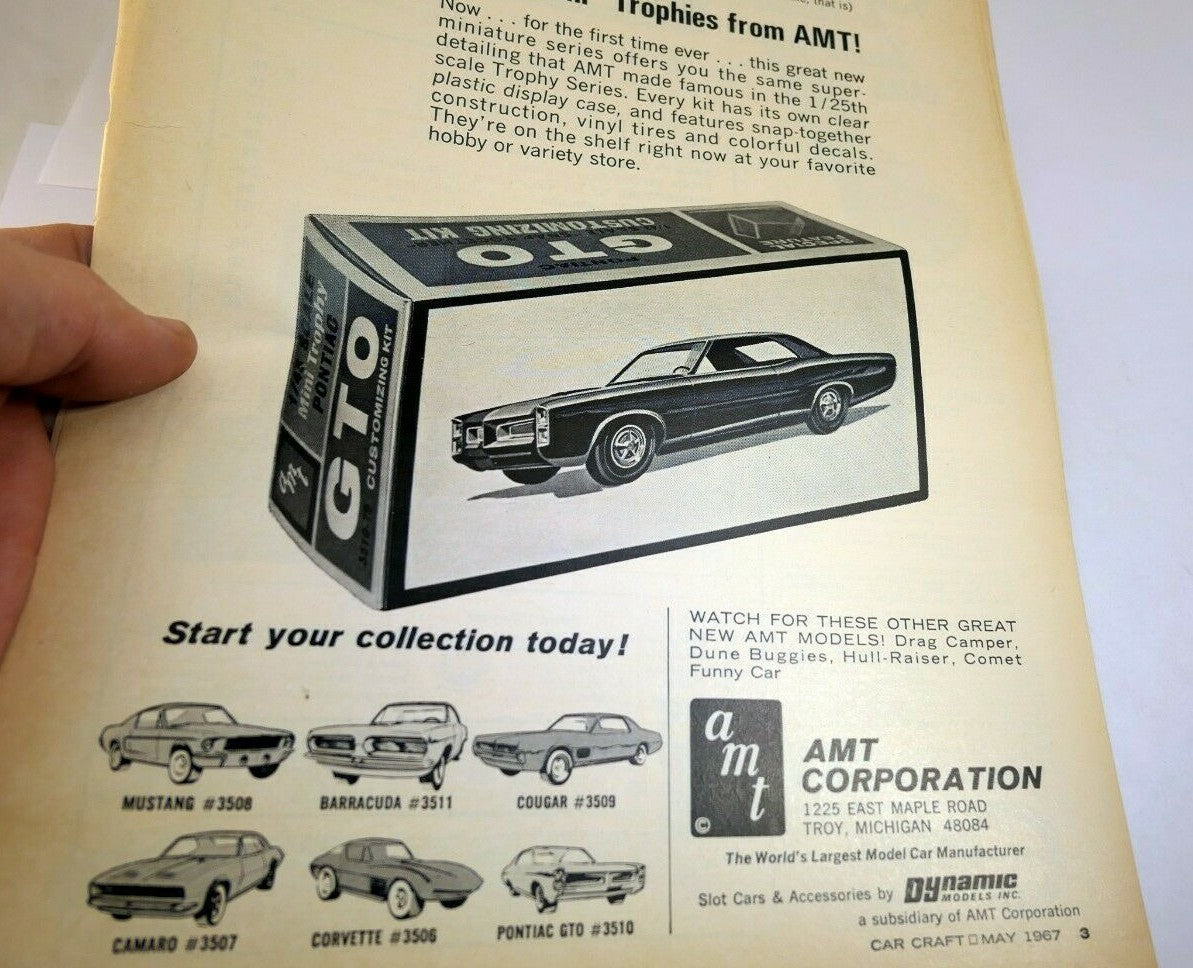 that is)
Trophies from AMT!
Now . . . for the first time ever . . . this great new
miniature series offers you the same super-
detailing that AMT made famous in the 1/25th
scale Trophy Series. Every kit has its own clear
plastic display case, and features snap-together
construction, vinyl tires and colorful decals.
They're on the shelf right now at your favorite
hobby or variety store.
PONTIAC
GTO
CUSTOMIZING KIT
SCALE
Mini Trophy
PONTIAC
GTO
CUSTOMIZING KIT
amt
Start your collection today!
MUSTANG #3508
BARRACUDA #3511
COUGAR #3509
CAMARO #3507
CORVETTE #3506
PONTIAC GTO #3510
WATCH FOR THESE OTHER GREAT
NEW AMT MODELS! Drag Camper,
Dune Buggies, Hull-Raiser, Comet
Funny Car
amt
©
AMT
CORPORATION
1225 EAST MAPLE ROAD
TROY, MICHIGAN 48084
The World's Largest Model Car Manufacturer
Slot Cars & Accessories by Dynamic
MODELS INC.
a subsidiary of AMT Corporation
CAR CRAFT □ MAY 1967 3